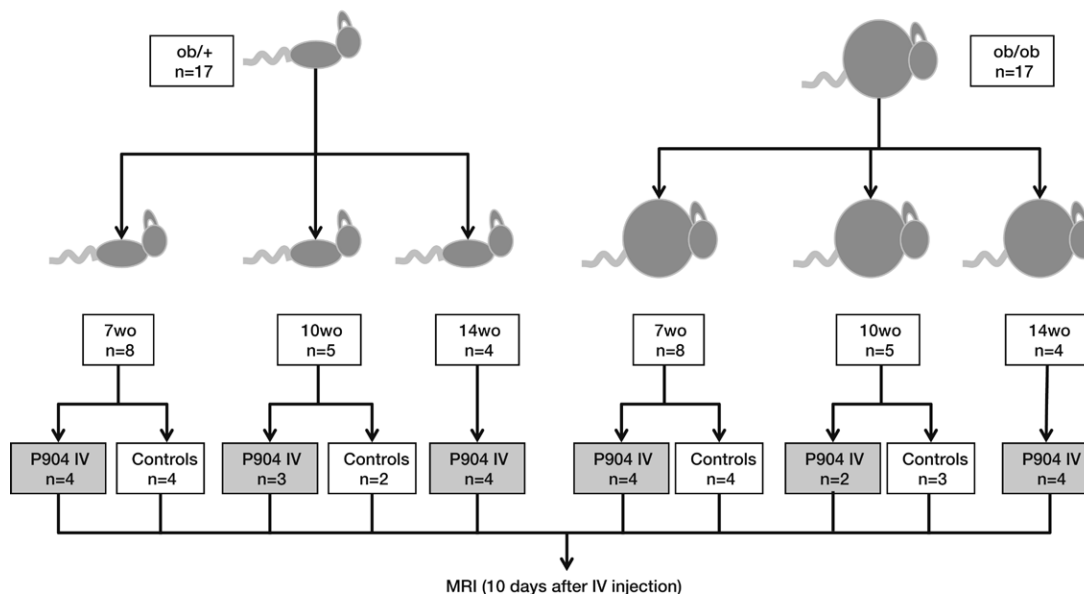 ob/+
n=17
ob/ob
n=17
7wo
n=8
10wo
n=5
14wo
n=4
7wo
n=8
10wo
n=5
14wo
n=4
P904 IV
n=4
Controls
n=4
P904 IV
n=3
Controls
n=2
P904 IV
n=4
P904 IV
n=4
Controls
n=4
P904 IV
n=2
Controls
n=3
P904 IV
n=4
MRI (10 days after IV injection)